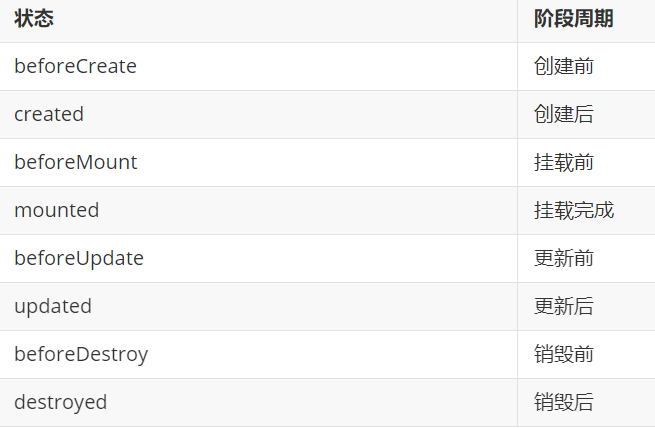 状态 阶段周期
beforeCreate 创建前
created 创建后
beforeMount 挂载前
mounted 挂载完成
beforeUpdate 更新前
updated 更新后
beforeDestroy 销毁前
destroyed 销毁后